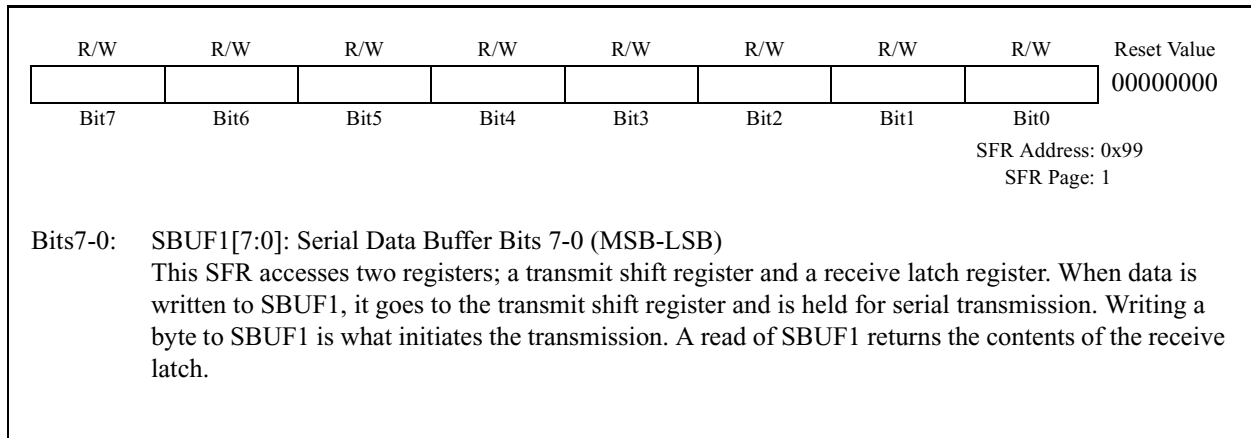 R/W R/W R/W R/W R/W R/W R/W R/W Reset Value
00000000
Bit7 Bit6 Bit5 Bit4 Bit3 Bit2 Bit1 Bit0
SFR Address: 0x99
SFR Page: 1
Bits7-0: SBUF1[7:0]: Serial Data Buffer Bits 7-0 (MSB-LSB)
This SFR accesses two registers; a transmit shift register and a receive latch register. When data is
written to SBUF1, it goes to the transmit shift register and is held for serial transmission. Writing a
byte to SBUF1 is what initiates the transmission. A read of SBUF1 returns the contents of the receive
latch.